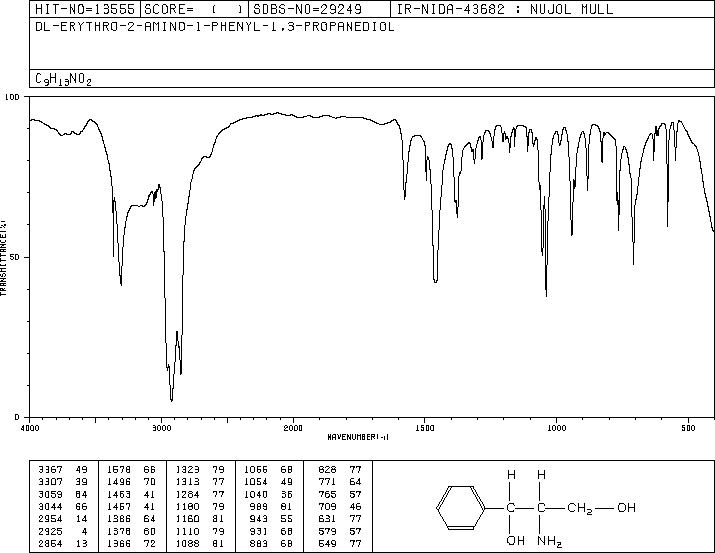 HIT-NO=13555 SCORE= ( ) SDBS-NO=29249 IR-NIDA-43682 : NUJOL MULL
DL-ERYTHRO-2-AMINO-1-PHENYL-1,3-PROPANEDIOL
C9H13NO2
100
50
0
TRANSMITTANCE(%)
4000 3000 2000 1500 1000 500
WAVENUMBER(-1)
3367 49 1578 66 1323 79 1066 68 828 77
3307 39 1496 70 1313 77 1054 49 771 64
3059 64 1463 41 1284 77 1040 36 765 57
3044 66 1457 41 1180 79 989 81 709 46
2954 14 1386 64 1160 81 943 55 631 77
2925 4 1378 60 1110 79 931 68 579 57
2854 13 1366 72 1088 81 883 68 549 77
H H
C C CH2 OH
OH NH2